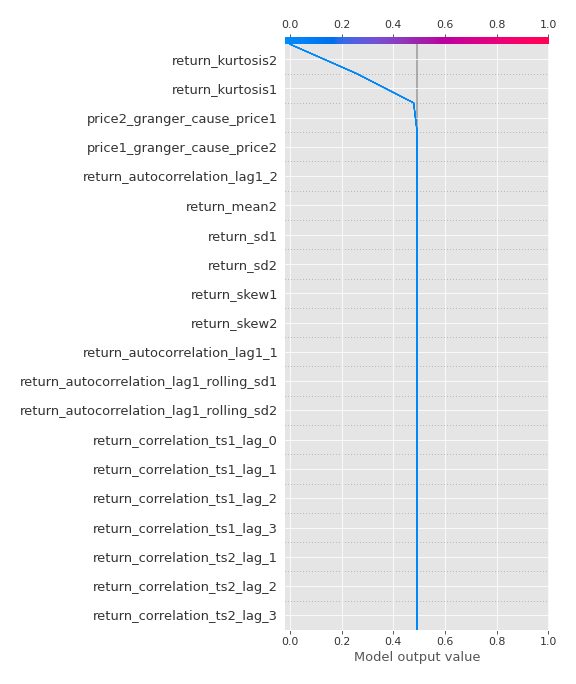 0.0 0.2 0.4 0.6 0.8 1.0
return_kurtosis2
return_kurtosis1
price2_granger_cause_price1
price1_granger_cause_price2
return_autocorrelation_lag1_2
return_mean2
return_sd1
return_sd2
return_skew1
return_skew2
return_autocorrelation_lag1_1
return_autocorrelation_lag1_rolling_sd1
return_autocorrelation_lag1_rolling_sd2
return_correlation_ts1_lag_0
return_correlation_ts1_lag_1
return_correlation_ts1_lag_2
return_correlation_ts1_lag_3
return_correlation_ts2_lag_1
return_correlation_ts2_lag_2
return_correlation_ts2_lag_3
0.0 0.2 0.4 0.6 0.8 1.0
Model output value